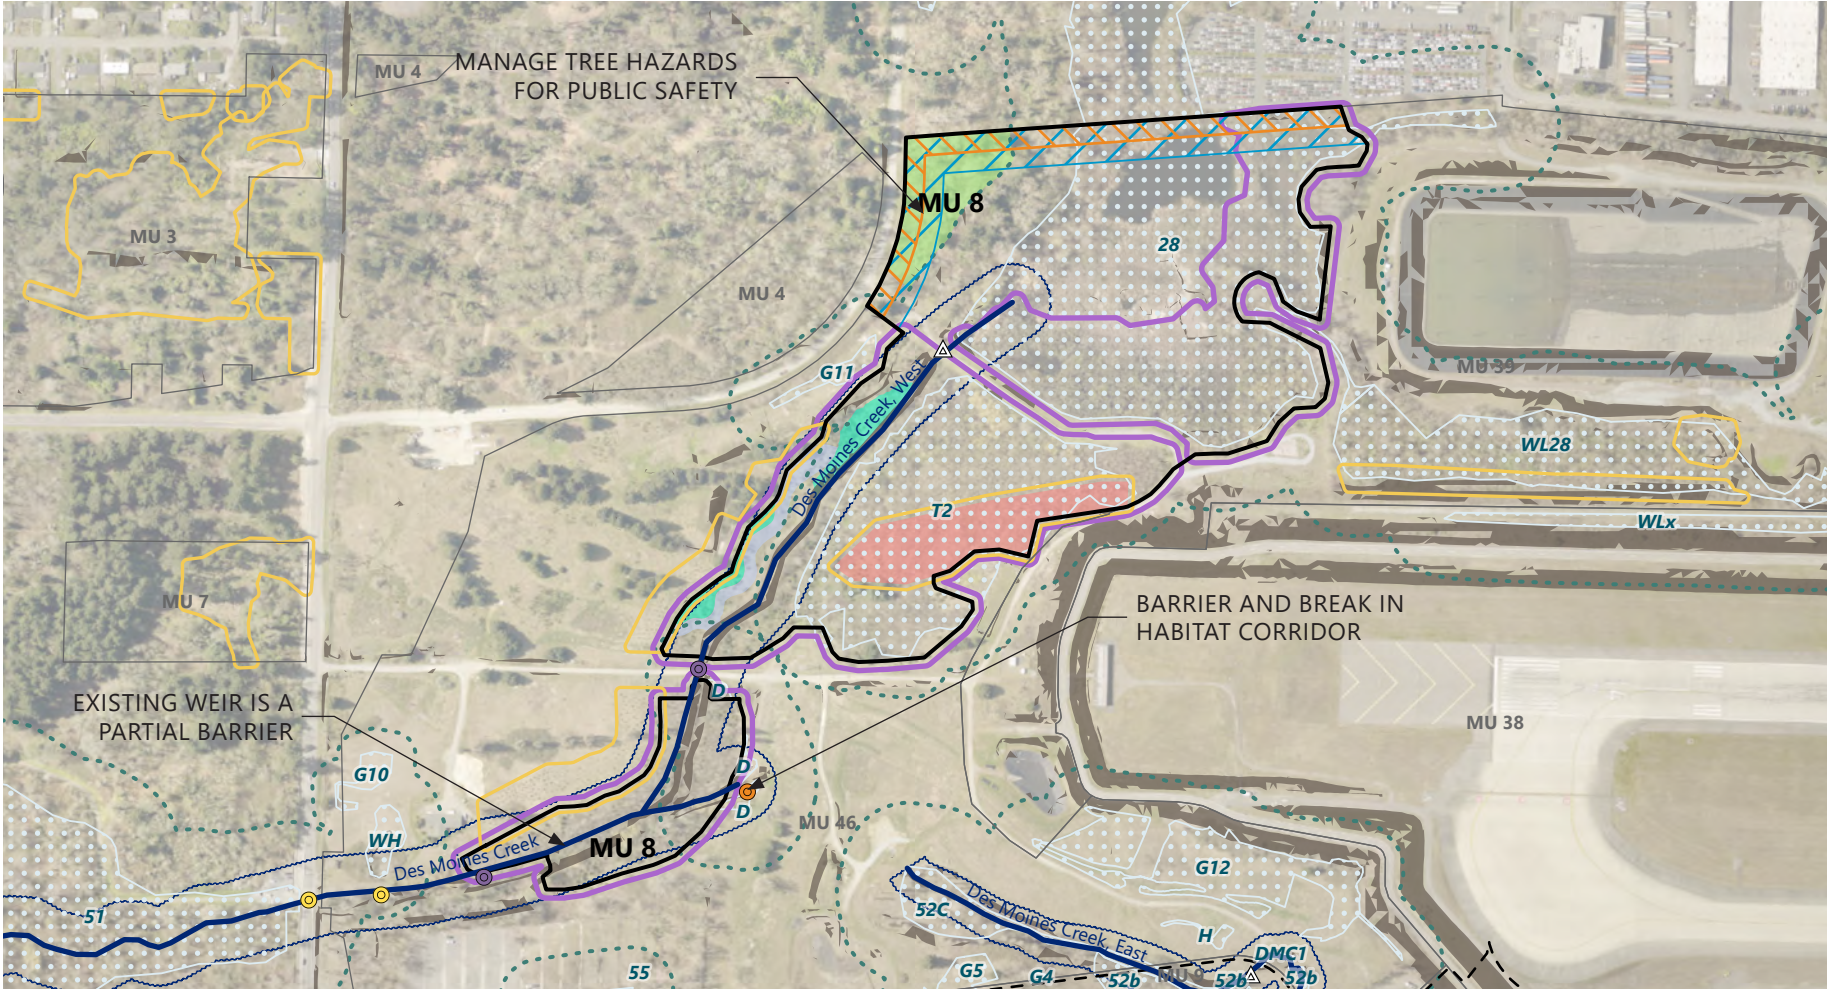 MU 4
MANAGE TREE HAZARDS
FOR PUBLIC SAFETY
MU 8
MU 3
28
MU 4
MU 39
G11
Des Moines Creek, West
WL28
T2
WLx
MU 7
BARRIER AND BREAK IN
HABITAT CORRIDOR
D
EXISTING WEIR IS A
PARTIAL BARRIER
MU 38
D
G10
D
MU 46
WH
MU 8
Des Moines Creek
G12
51
52C
Des Moines Creek, East
H
DMC1
55
G5
G4
52b
MU 9
52b
52b